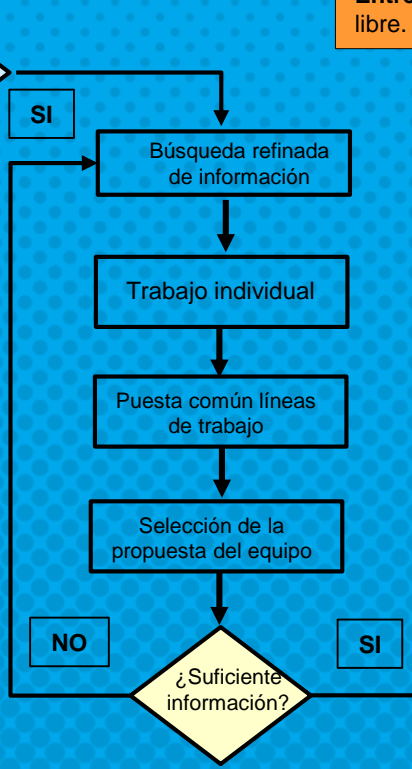 Entre
libre.
SI
Búsqueda refinada
de información
Trabajo individual
Puesta común líneas
de trabajo
Selección de la
propuesta del equipo
NO
SI
¿Suficiente
información?